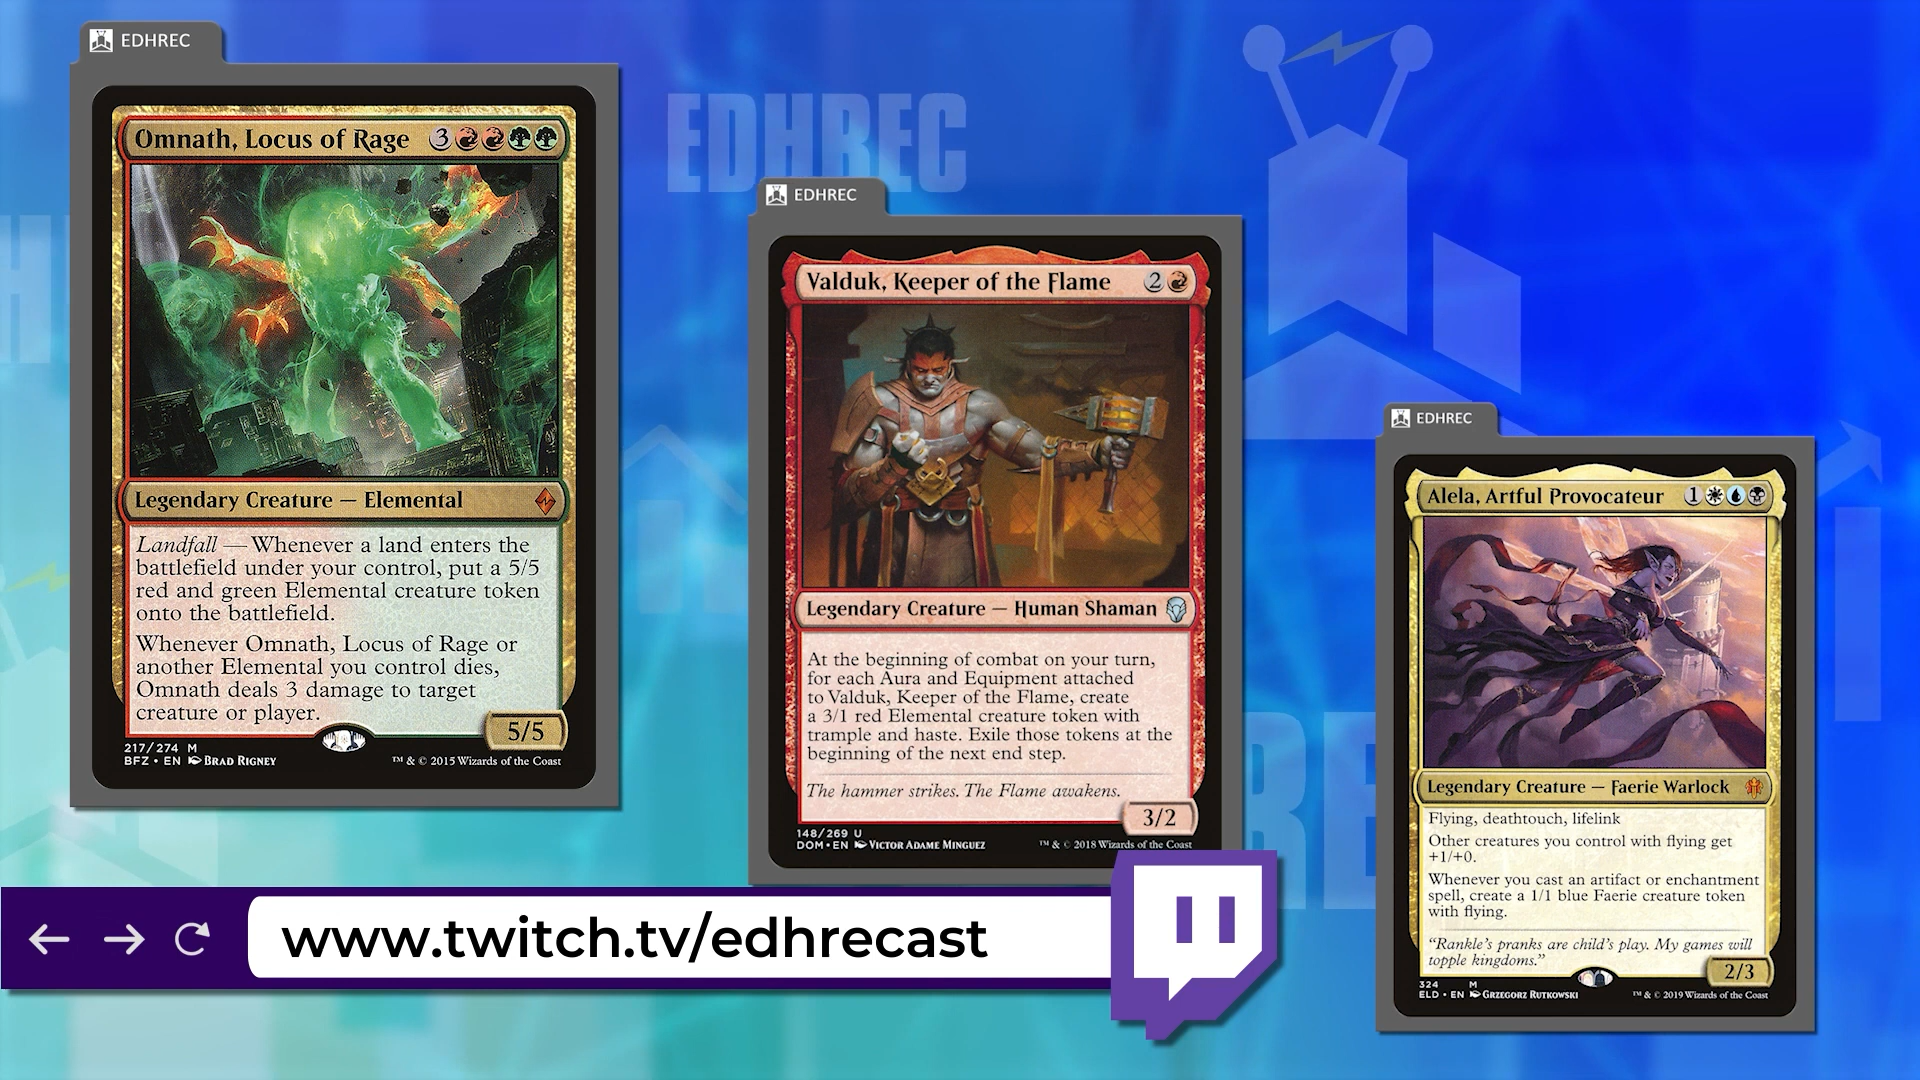 EDHREC
Omnath, Locus of Rage 3
Legendary Creature — Elemental
Landfall — Whenever a land enters the
battlefield under your control, put a 5/5
red and green Elemental creature token
onto the battlefield.
Whenever Omnath, Locus of Rage or
another Elemental you control dies,
Omnath deals 3 damage to target
creature or player.
5/5
217/274 M
BFZ • EN BRAD RIGNEY
™ & © 2015 Wizards of the Coast
EDHREC
EDHREC
Valduk, Keeper of the Flame 2
Legendary Creature — Human Shaman
At the beginning of combat on your turn,
for each Aura and Equipment attached
to Valduk, Keeper of the Flame, create
a 3/1 red Elemental creature token with
trample and haste. Exile those tokens at the
beginning of the next end step.
The hammer strikes. The Flame awakens.
3/2
148/269 U
DOM • EN VICTOR ADAME MINGUEZ
™ & © 2018 Wizards of the Coast
EDHREC
Alela, Artful Provocateur 1
Legendary Creature — Faerie Warlock
Flying, deathtouch, lifelink
Other creatures you control with flying get
+1/+0.
Whenever you cast an artifact or enchantment
spell, create a 1/1 blue Faerie creature token
with flying.
“Rankle’s pranks are child’s play. My games will
topple kingdoms.”
2/3
324 M
ELD • EN GRZEGORZ RUTKOWSKI
™ & © 2019 Wizards of the Coast
www.twitch.tv/edhrecast